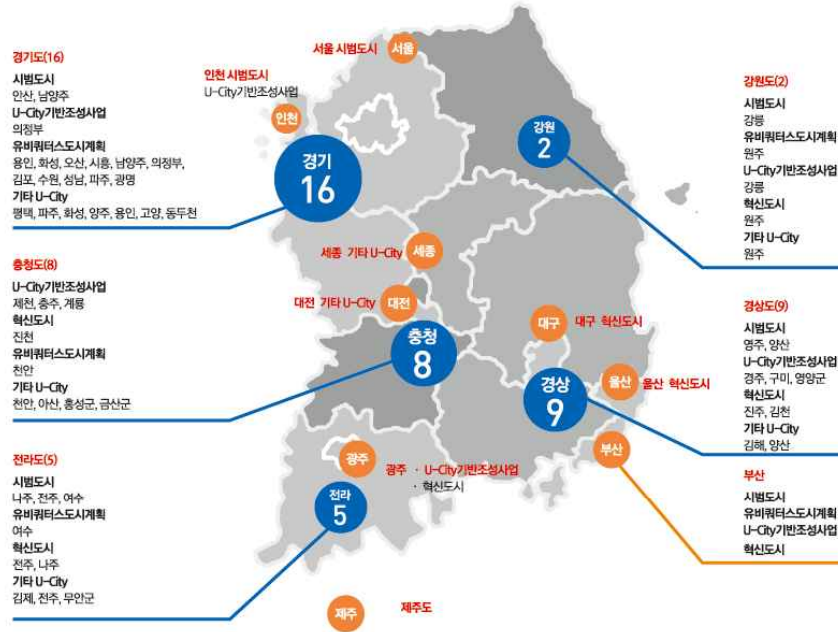 경기도(16)
시범도시
안산, 남양주
U-City기반조성사업
의정부
유비쿼터스도시계획
용인, 화성, 오산, 시흥, 남양주, 의정부,
김포, 수원, 성남, 파주, 광명
기타 U-City
평택, 파주, 화성, 양주, 용인, 고양, 동두천
충청도(8)
U-City기반조성사업
제천, 충주, 계룡
혁신도시
진천
유비쿼터스도시계획
천안
기타 U-City
천안, 아산, 홍성군, 금산군
전라도(5)
시범도시
나주, 전주, 여수
유비쿼터스도시계획
여수
혁신도시
전주, 나주
기타 U-City
김제, 전주, 무안군
서울 시범도시
서울
인천 시범도시
U-City기반조성사업
인천
경기
16
강원
2
세종 기타 U-City
세종
대전 기타 U-City
대전
충청
8
대구
대구 혁신도시
경상
9
울산
울산 혁신도시
부산
광주
광주 · U-City기반조성사업
· 혁신도시
전라
5
제주
제주도
강원도(2)
시범도시
강릉
유비쿼터스도시계획
원주
U-City기반조성사업
강릉
혁신도시
원주
기타 U-City
원주
경상도(9)
시범도시
영주, 양산
U-City기반조성사업
경주, 구미, 영양군
혁신도시
진주, 김천
기타 U-City
김해, 양산
부산
시범도시
유비쿼터스도시계획
U-City기반조성사업
혁신도시